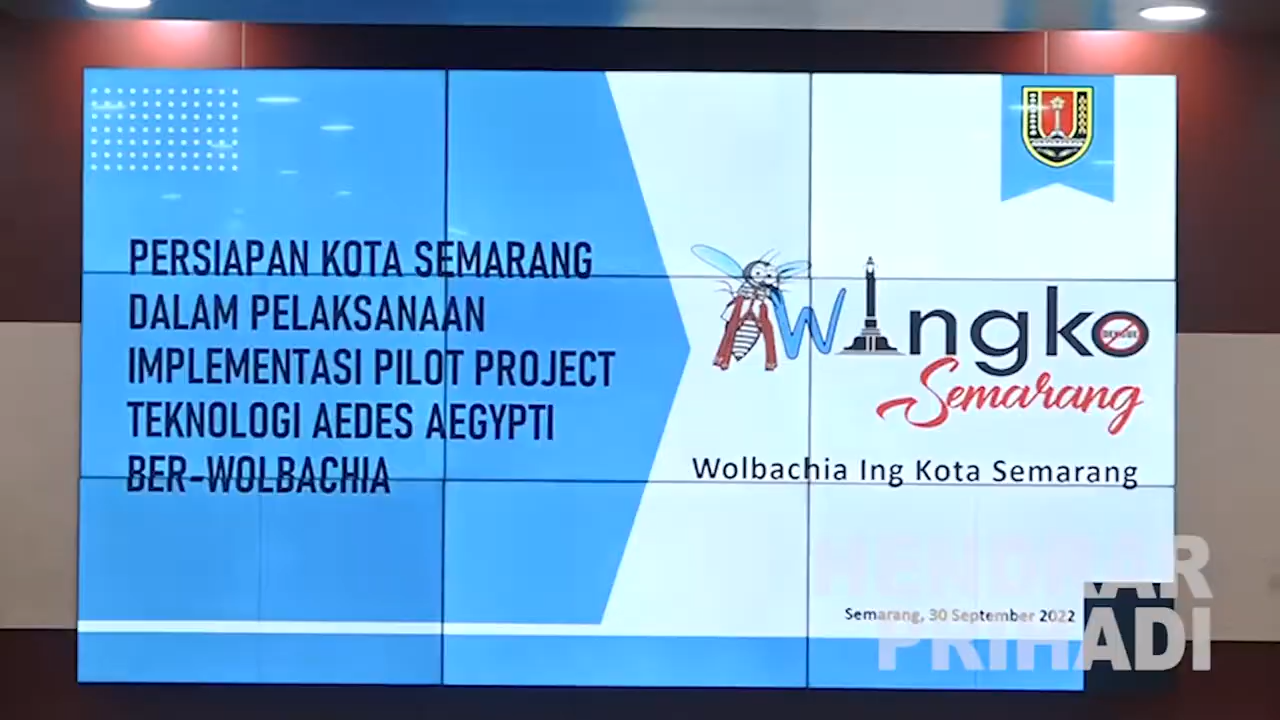 PERSIAPAN KOTA SEMARANG
DALAM PELAKSANAAN
IMPLEMENTASI PILOT PROJECT
TEKNOLOGI AEDES AEGYPTI
BER-WOLBACHIA
AWIngko
Semarang
Wolbachia Ing Kota Semarang
Semarang, 30 September 2022
HENDRAR
PRIHADI